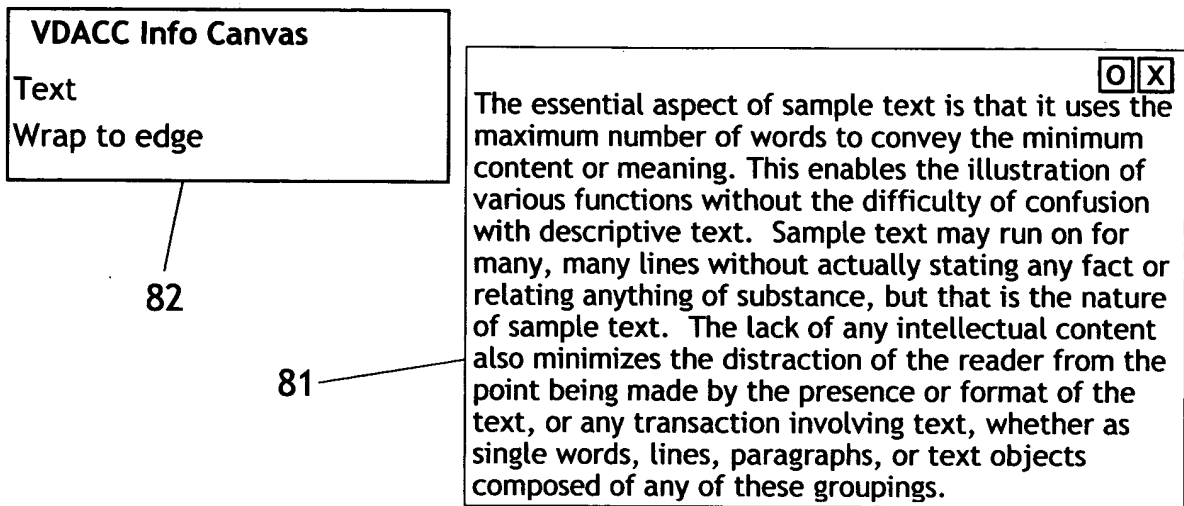 VDACC Info Canvas
Text
Wrap to edge
82
O X
The essential aspect of sample text is that it uses the
maximum number of words to convey the minimum
content or meaning. This enables the illustration of
various functions without the difficulty of confusion
with descriptive text.  Sample text may run on for
many, many lines without actually stating any fact or
relating anything of substance, but that is the nature
of sample text.  The lack of any intellectual content
also minimizes the distraction of the reader from the
point being made by the presence or format of the
text, or any transaction involving text, whether as
single words, lines, paragraphs, or text objects
composed of any of these groupings.
81